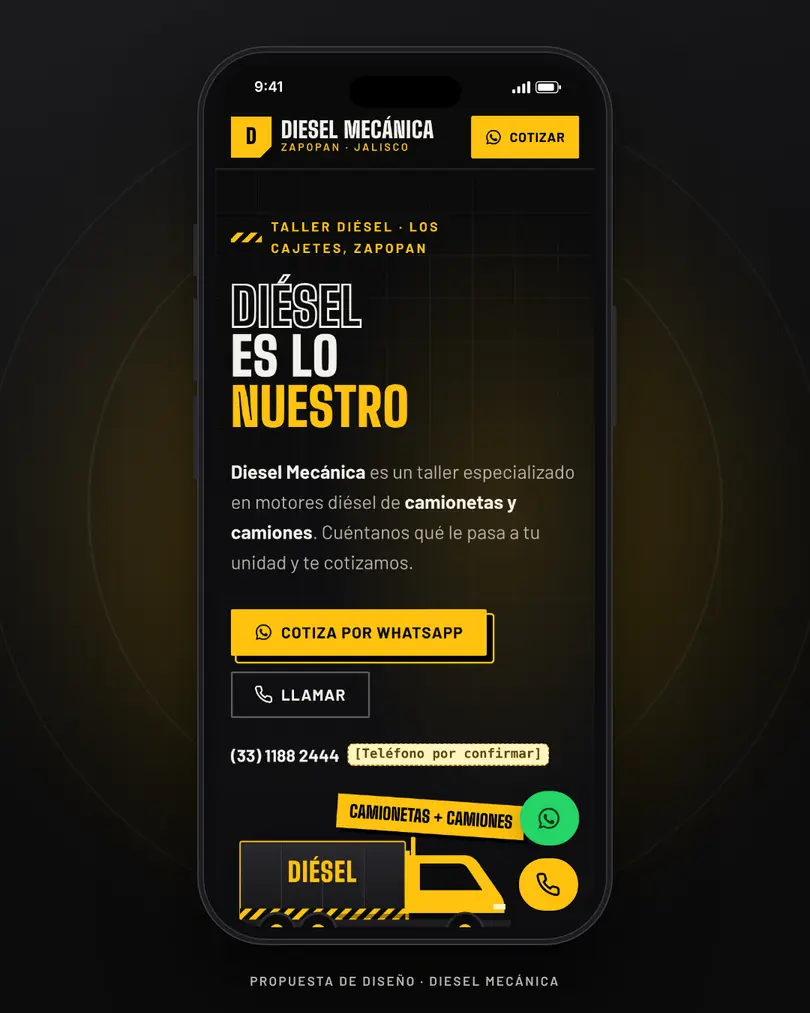 9:41
D
DIESEL MECÁNICA
ZAPOPAN · JALISCO
COTIZAR
TALLER DIÉSEL · LOS
CAJETES, ZAPOPAN
DIÉSEL
ES LO
NUESTRO
Diesel Mecánica es un taller especializado
en motores diésel de camionetas y
camiones. Cuéntanos qué le pasa a tu
unidad y te cotizamos.
COTIZA POR WHATSAPP
LLAMAR
(33) 1188 2444 [Teléfono por confirmar]
CAMIONETAS + CAMIONES
DIÉSEL
PROPUESTA DE DISEÑO · DIESEL MECÁNICA